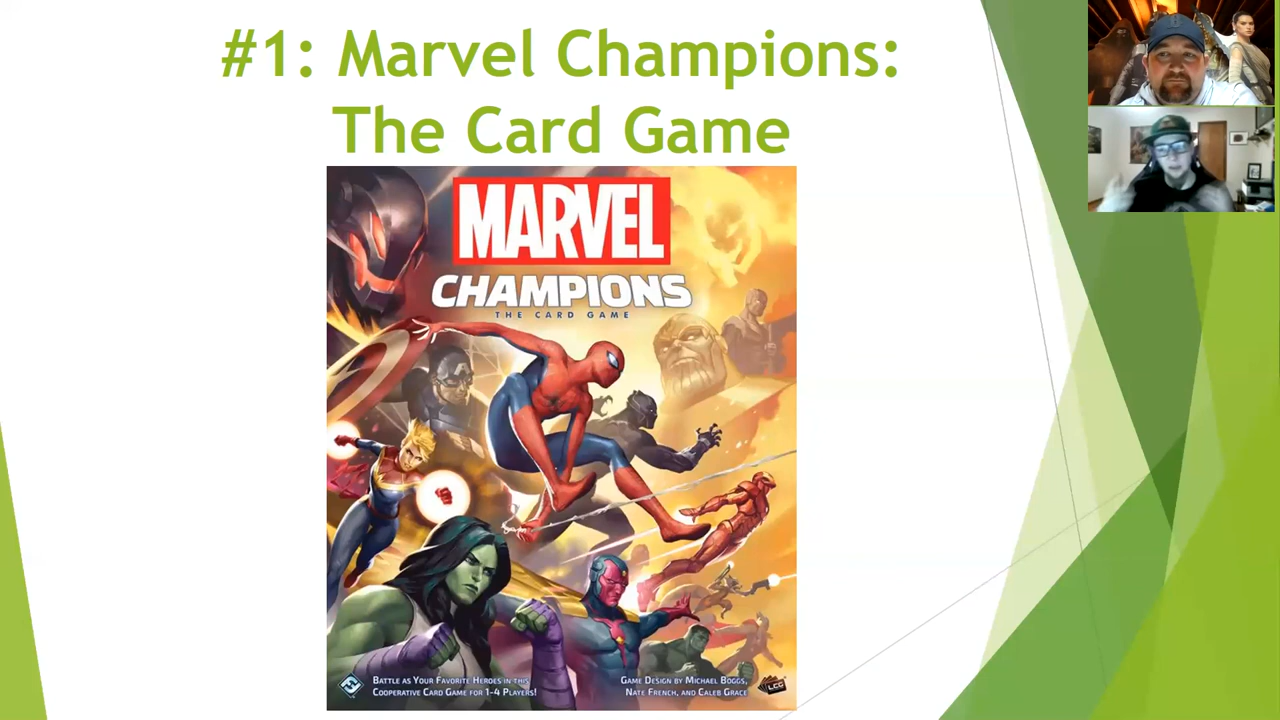 #1: Marvel Champions:
The Card Game
MARVEL
CHAMPIONS
THE CARD GAME
BATTLE AS YOUR FAVORITE HEROES IN THIS
COOPERATIVE CARD GAME FOR 1-4 PLAYERS!
GAME DESIGN BY MICHAEL BOGGS,
NATE FRENCH, AND CALEB GRACE
LCG